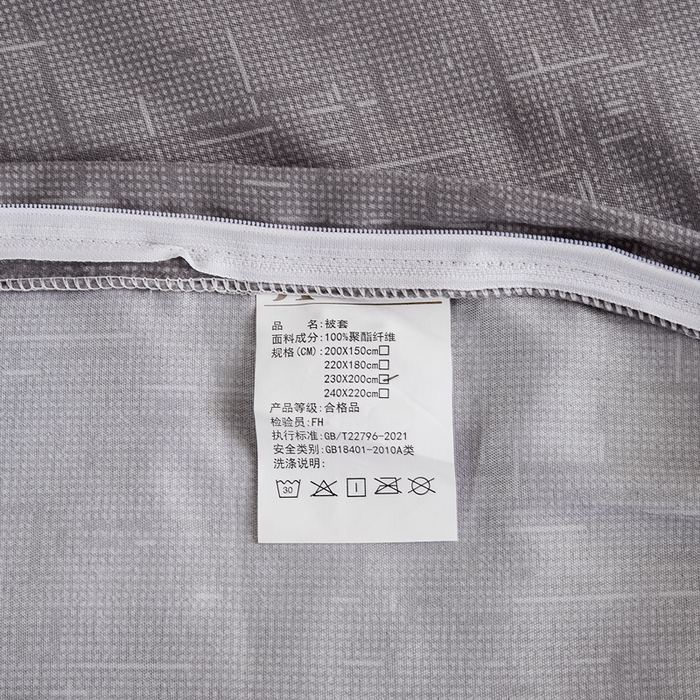 品 名:被套
面料成分:100%聚酯纤维
规格(CM):200X150cm□
220X180cm□
230X200cm☑
240X220cm□
产品等级:合格品
检验员:FH
执行标准:GB/T22796-2021
安全类别:GB18401-2010A类
洗涤说明:
30